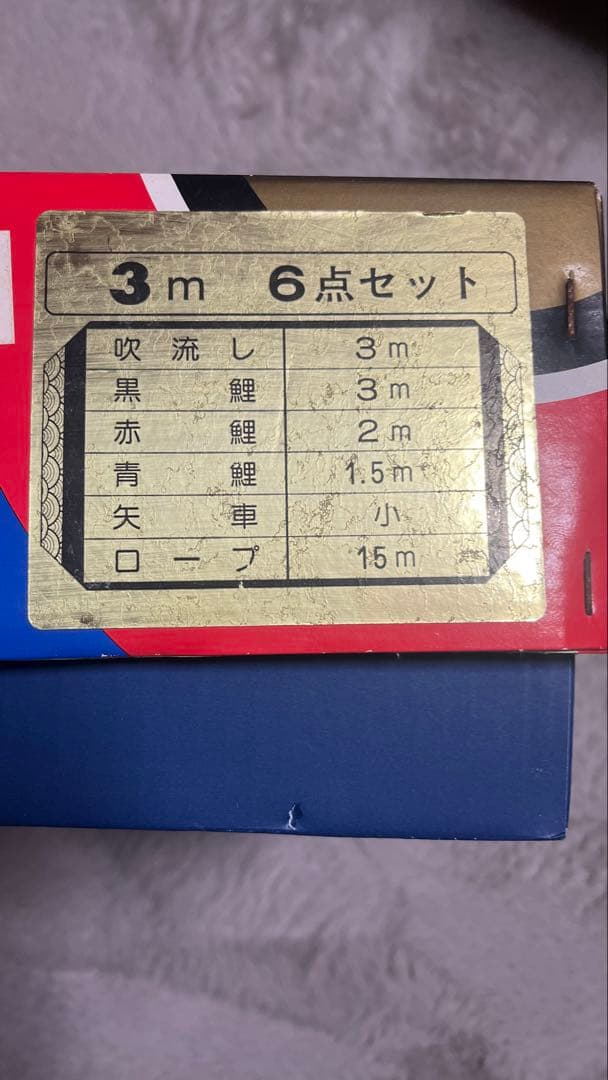 3m 6点セット
吹流し 3m
黒鯉 3m
赤鯉 2m
青鯉 1.5m
矢車 小
ロープ 15m